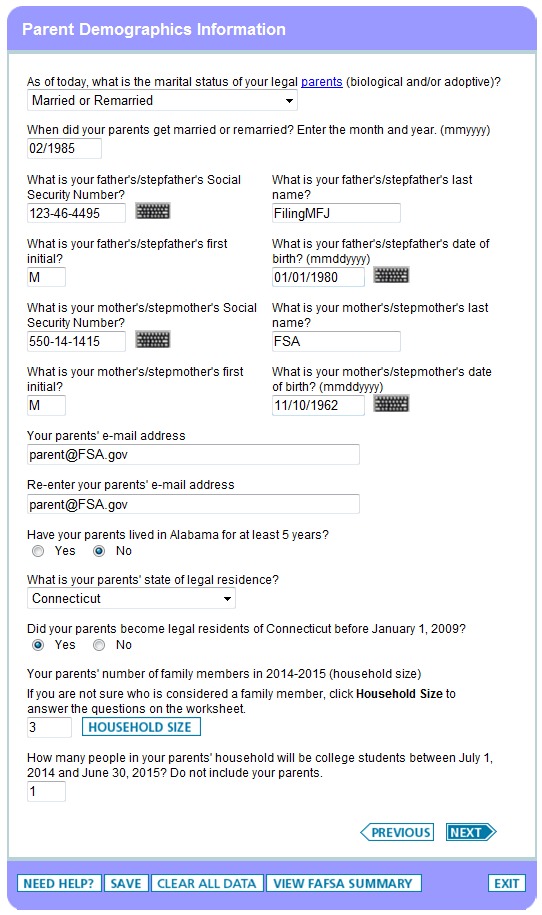 Parent Demographics Information
As of today, what is the marital status of your legal parents (biological and/or adoptive)?
Married or Remarried
When did your parents get married or remarried? Enter the month and year. (mmyyyy)
02/1985
What is your father's/stepfather's Social
Security Number?
123-46-4495
What is your father's/stepfather's last
name?
FilingMFJ
What is your father's/stepfather's first
initial?
M
What is your father's/stepfather's date of
birth? (mmddyyyy)
01/01/1980
What is your mother's/stepmother's Social
Security Number?
550-14-1415
What is your mother's/stepmother's last
name?
FSA
What is your mother's/stepmother's first
initial?
M
What is your mother's/stepmother's date
of birth? (mmddyyyy)
11/10/1962
Your parents' e-mail address
parent@FSA.gov
Re-enter your parents' e-mail address
parent@FSA.gov
Have your parents lived in Alabama for at least 5 years?
Yes No
What is your parents' state of legal residence?
Connecticut
Did your parents become legal residents of Connecticut before January 1, 2009?
Yes No
Your parents' number of family members in 2014-2015 (household size)
If you are not sure who is considered a family member, click Household Size to
answer the questions on the worksheet.
3 HOUSEHOLD SIZE
How many people in your parents' household will be college students between July 1,
2014 and June 30, 2015? Do not include your parents.
1
PREVIOUS NEXT
NEED HELP? SAVE CLEAR ALL DATA VIEW FAFSA SUMMARY EXIT